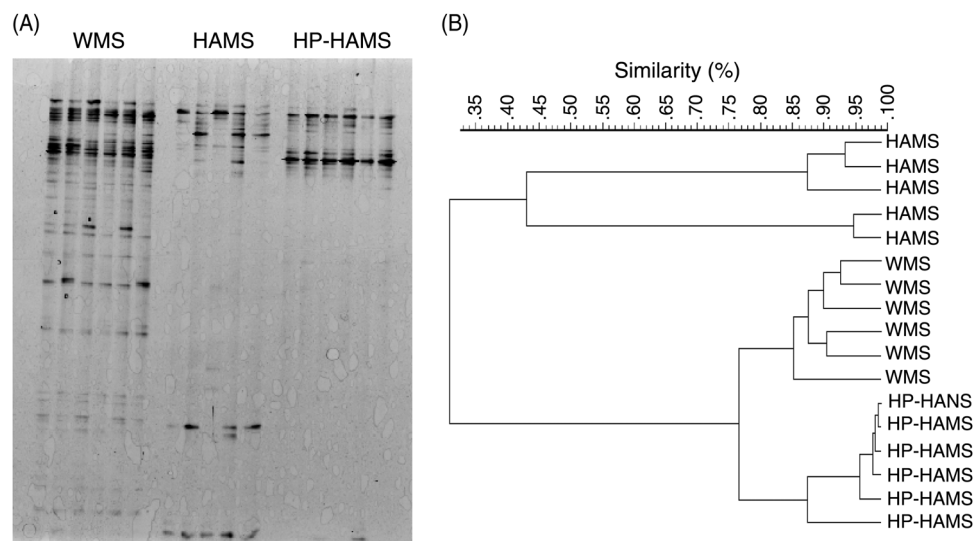 (A)
WMS HAMS HP-HAMS
(B)
Similarity (%)
.35 .40 .45 .50 .55 .60 .65 .70 .75 .80 .85 .90 .95 .100
HAMS
HAMS
HAMS
HAMS
HAMS
WMS
WMS
WMS
WMS
WMS
WMS
HP-HANS
HP-HAMS
HP-HAMS
HP-HAMS
HP-HAMS
HP-HAMS